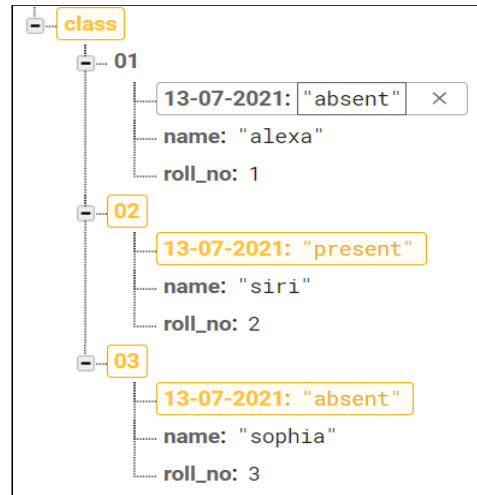 class
01
13-07-2021: "absent" ×
name: "alexa"
roll_no: 1
02
13-07-2021: "present"
name: "siri"
roll_no: 2
03
13-07-2021: "absent"
name: "sophia"
roll_no: 3